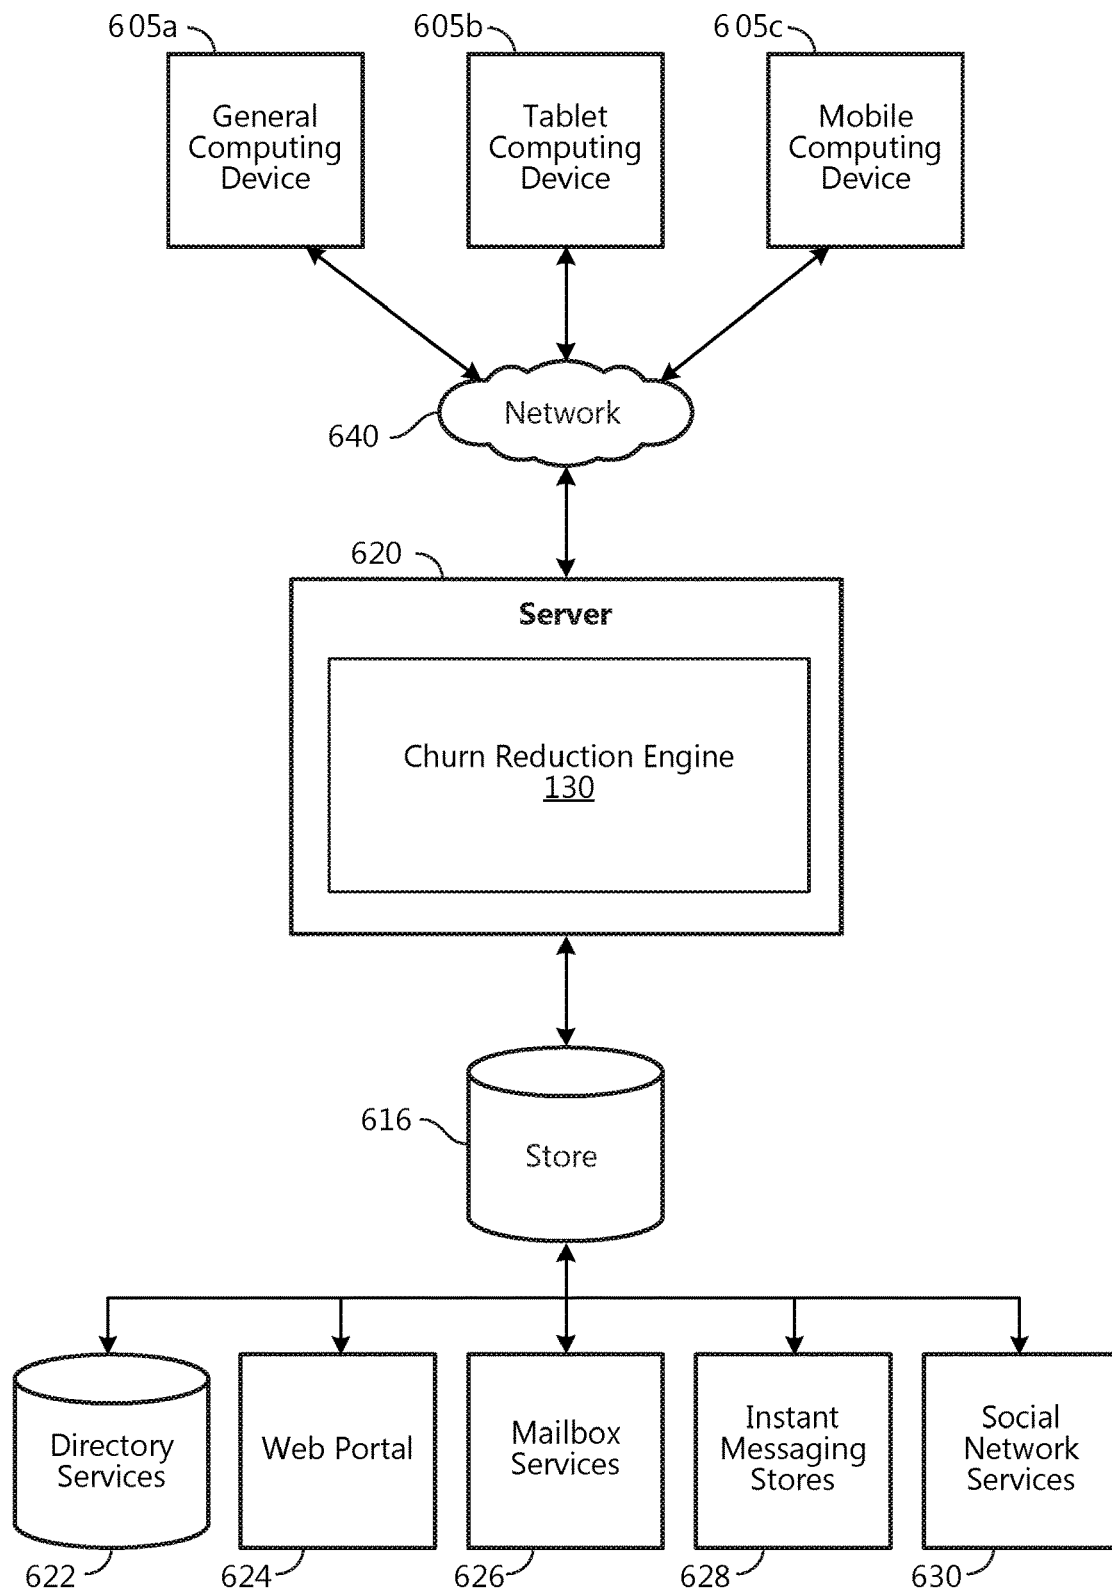 605a
605b
605c
General
Computing
Device
Tablet
Computing
Device
Mobile
Computing
Device
Network
640
620
Server
Churn Reduction Engine
130
616
Store
Directory
Services
Web Portal
Mailbox
Services
Instant
Messaging
Stores
Social
Network
Services
622
624
626
628
630